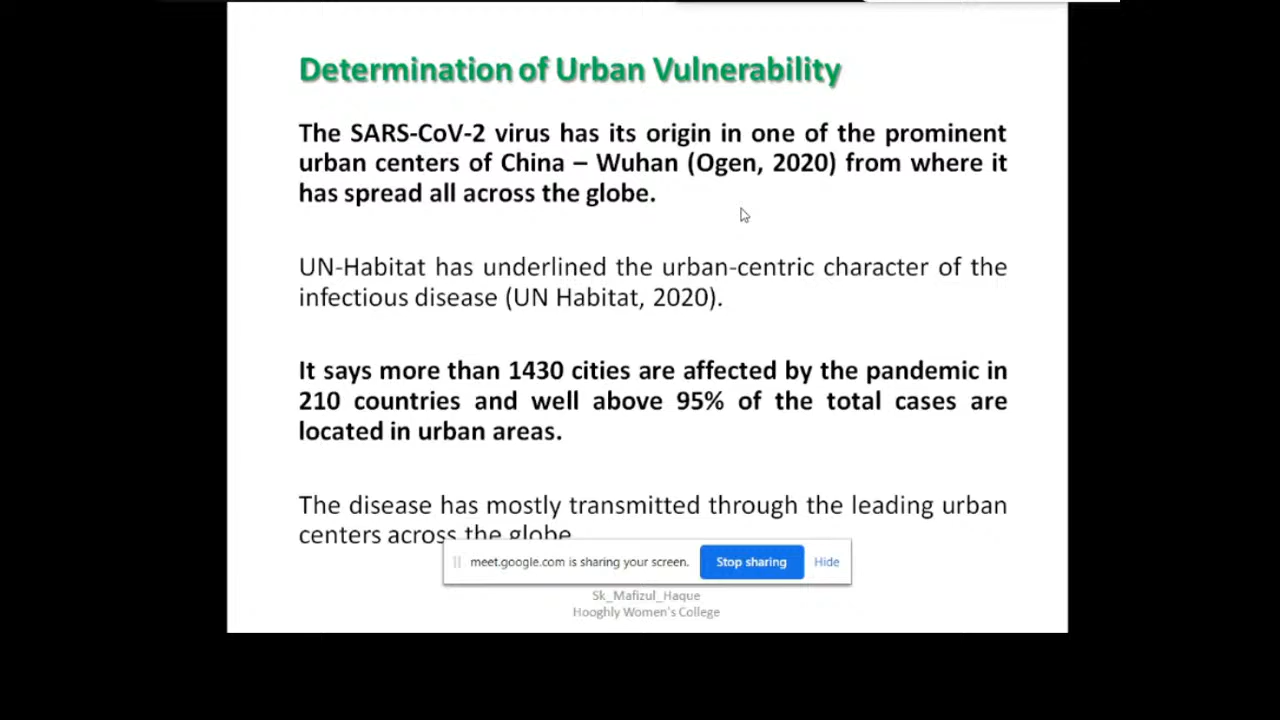 Determination of Urban Vulnerability
The SARS-CoV-2 virus has its origin in one of the prominent
urban centers of China – Wuhan (Ogen, 2020) from where it
has spread all across the globe.
UN-Habitat has underlined the urban-centric character of the
infectious disease (UN Habitat, 2020).
It says more than 1430 cities are affected by the pandemic in
210 countries and well above 95% of the total cases are
located in urban areas.
The disease has mostly transmitted through the leading urban
centers across the globe
meet.google.com is sharing your screen. Stop sharing Hide
Sk_Mafizul_Haque
Hooghly Women's College